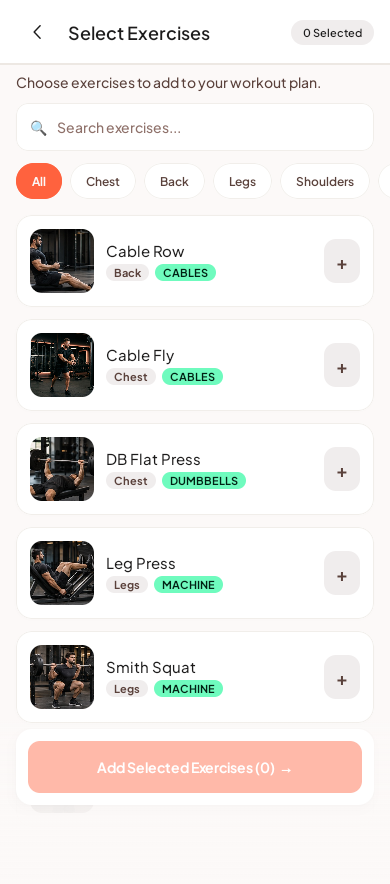 Select Exercises
0 Selected
Choose exercises to add to your workout plan.
Search exercises...
All
Chest
Back
Legs
Shoulders
Cable Row
Back
CABLES
+
Cable Fly
Chest
CABLES
+
DB Flat Press
Chest
DUMBBELLS
+
Leg Press
Legs
MACHINE
+
Smith Squat
Legs
MACHINE
+
Add Selected Exercises (0) →